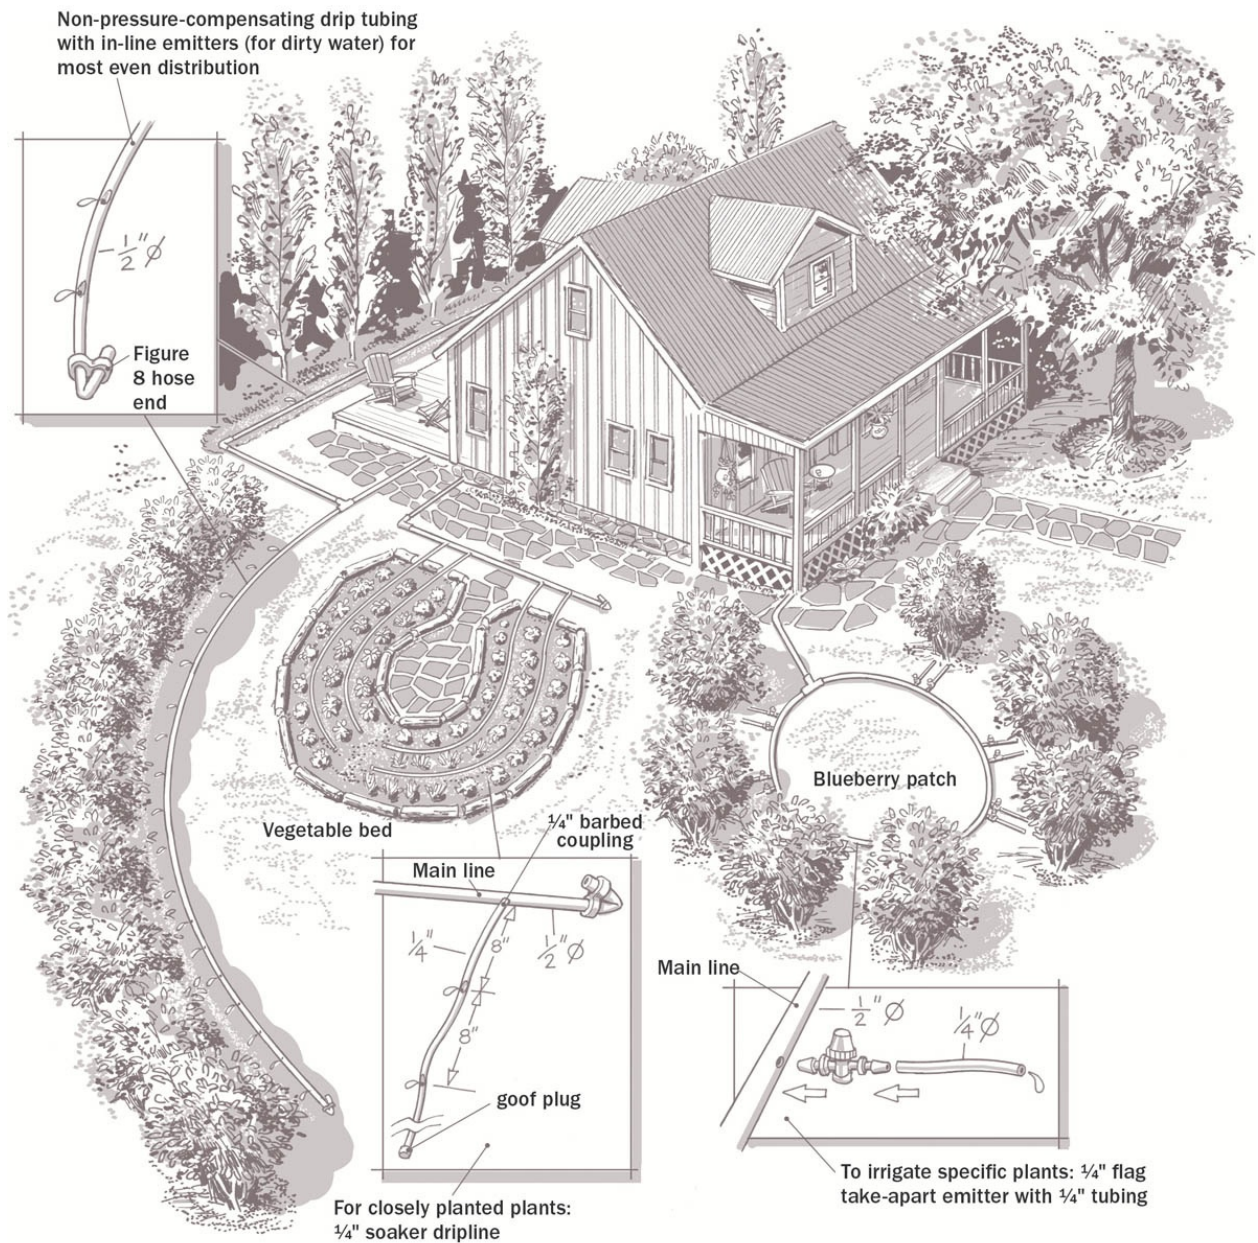 Non-pressure-compensating drip tubing
with in-line emitters (for dirty water) for
most even distribution
1/2" Ø
Figure
8 hose
end
Blueberry patch
Vegetable bed
¼" barbed
coupling
Main line
1/4"
8"
1/2" Ø
8"
goof plug
For closely planted plants:
¼" soaker dripline
Main line
1/2" Ø
1/4" Ø
To irrigate specific plants: ¼" flag
take-apart emitter with ¼" tubing